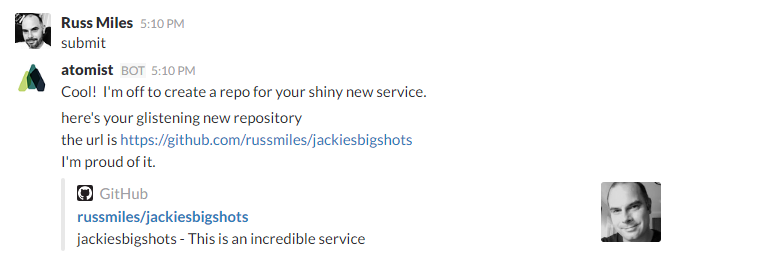 Russ Miles 5:10 PM
submit
atomist BOT 5:10 PM
Cool! I'm off to create a repo for your shiny new service.
here's your glistening new repository
the url is https://github.com/russmiles/jackiesbigshots
I'm proud of it.
GitHub
russmiles/jackiesbigshots
jackiesbigshots - This is an incredible service